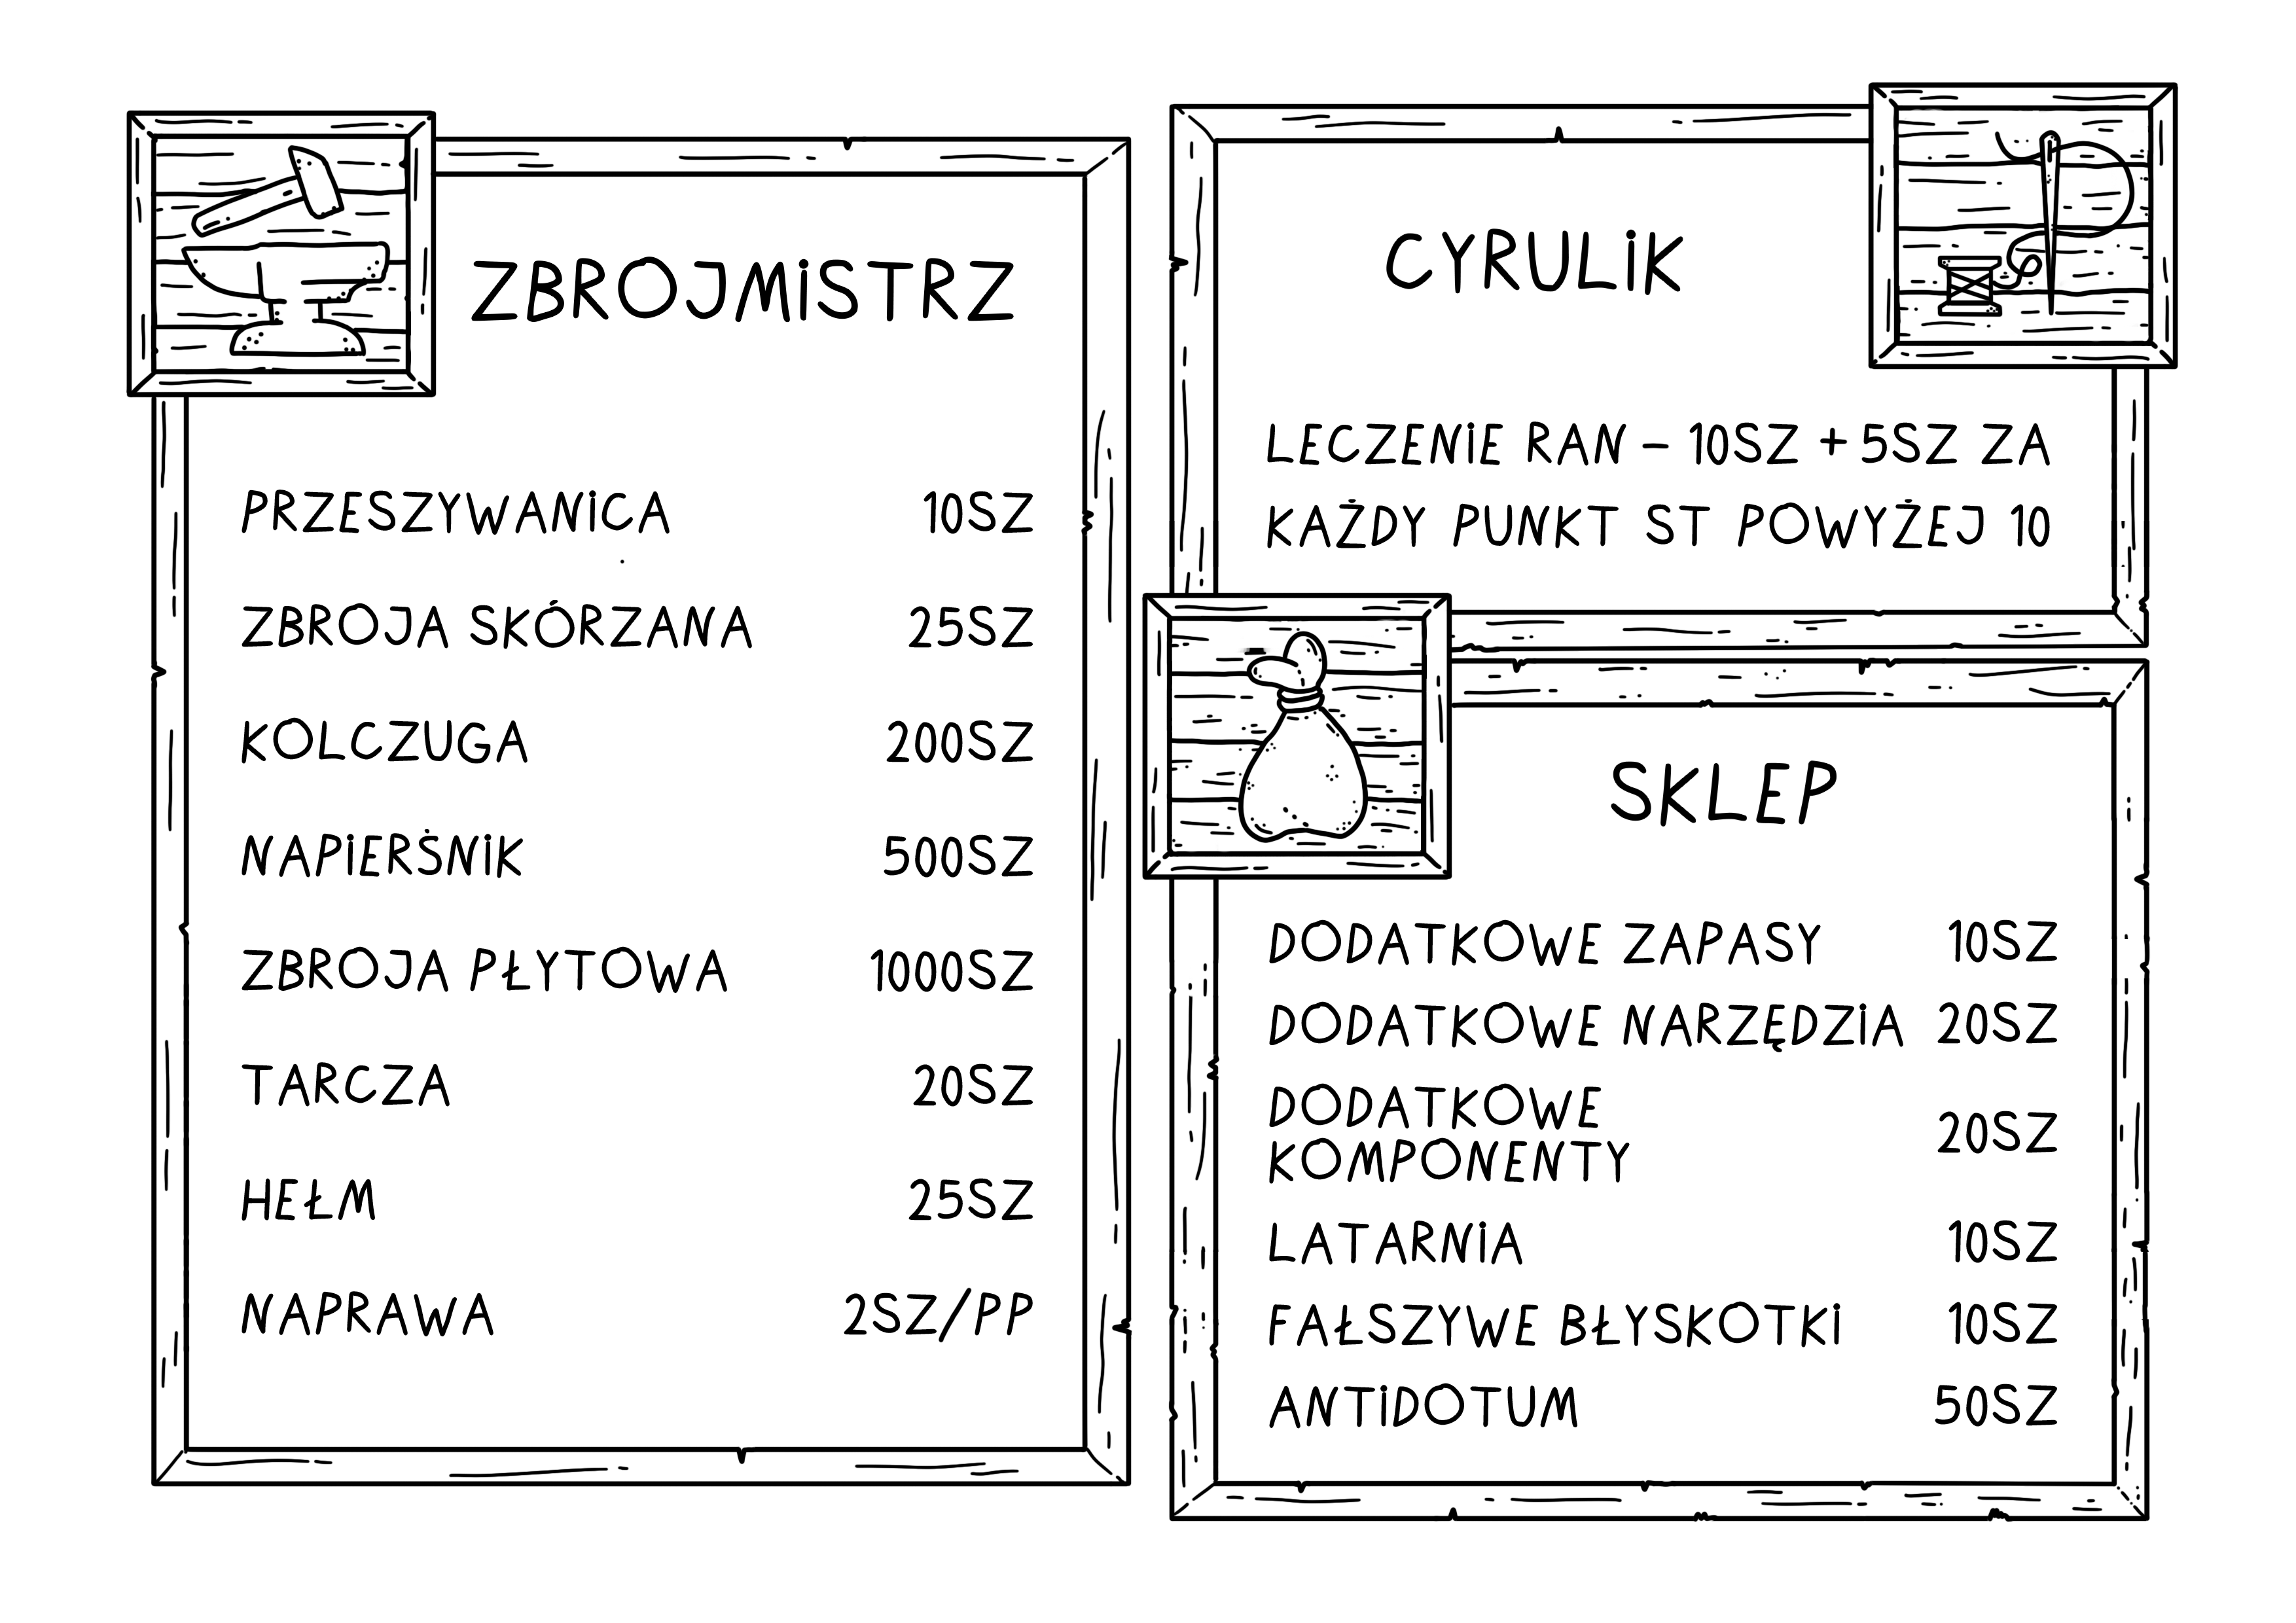 ZBROJMISTRZ
PRZESZYWANICA 10SZ
ZBROJA SKÓRZANA 25SZ
KOLCZUGA 200SZ
NAPIERŚNIK 500SZ
ZBROJA PŁYTOWA 1000SZ
TARCZA 20SZ
HEŁM 25SZ
NAPRAWA 2SZ/PP
CYRULIK
LECZENIE RAN – 10SZ + 5SZ ZA
KAŻDY PUNKT ST POWYŻEJ 10
SKLEP
DODATKOWE ZAPASY 10SZ
DODATKOWE NARZĘDZIA 20SZ
DODATKOWE
KOMPONENTY 20SZ
LATARNIA 10SZ
FAŁSZYWE BŁYSKOTKI 10SZ
ANTIDOTUM 50SZ